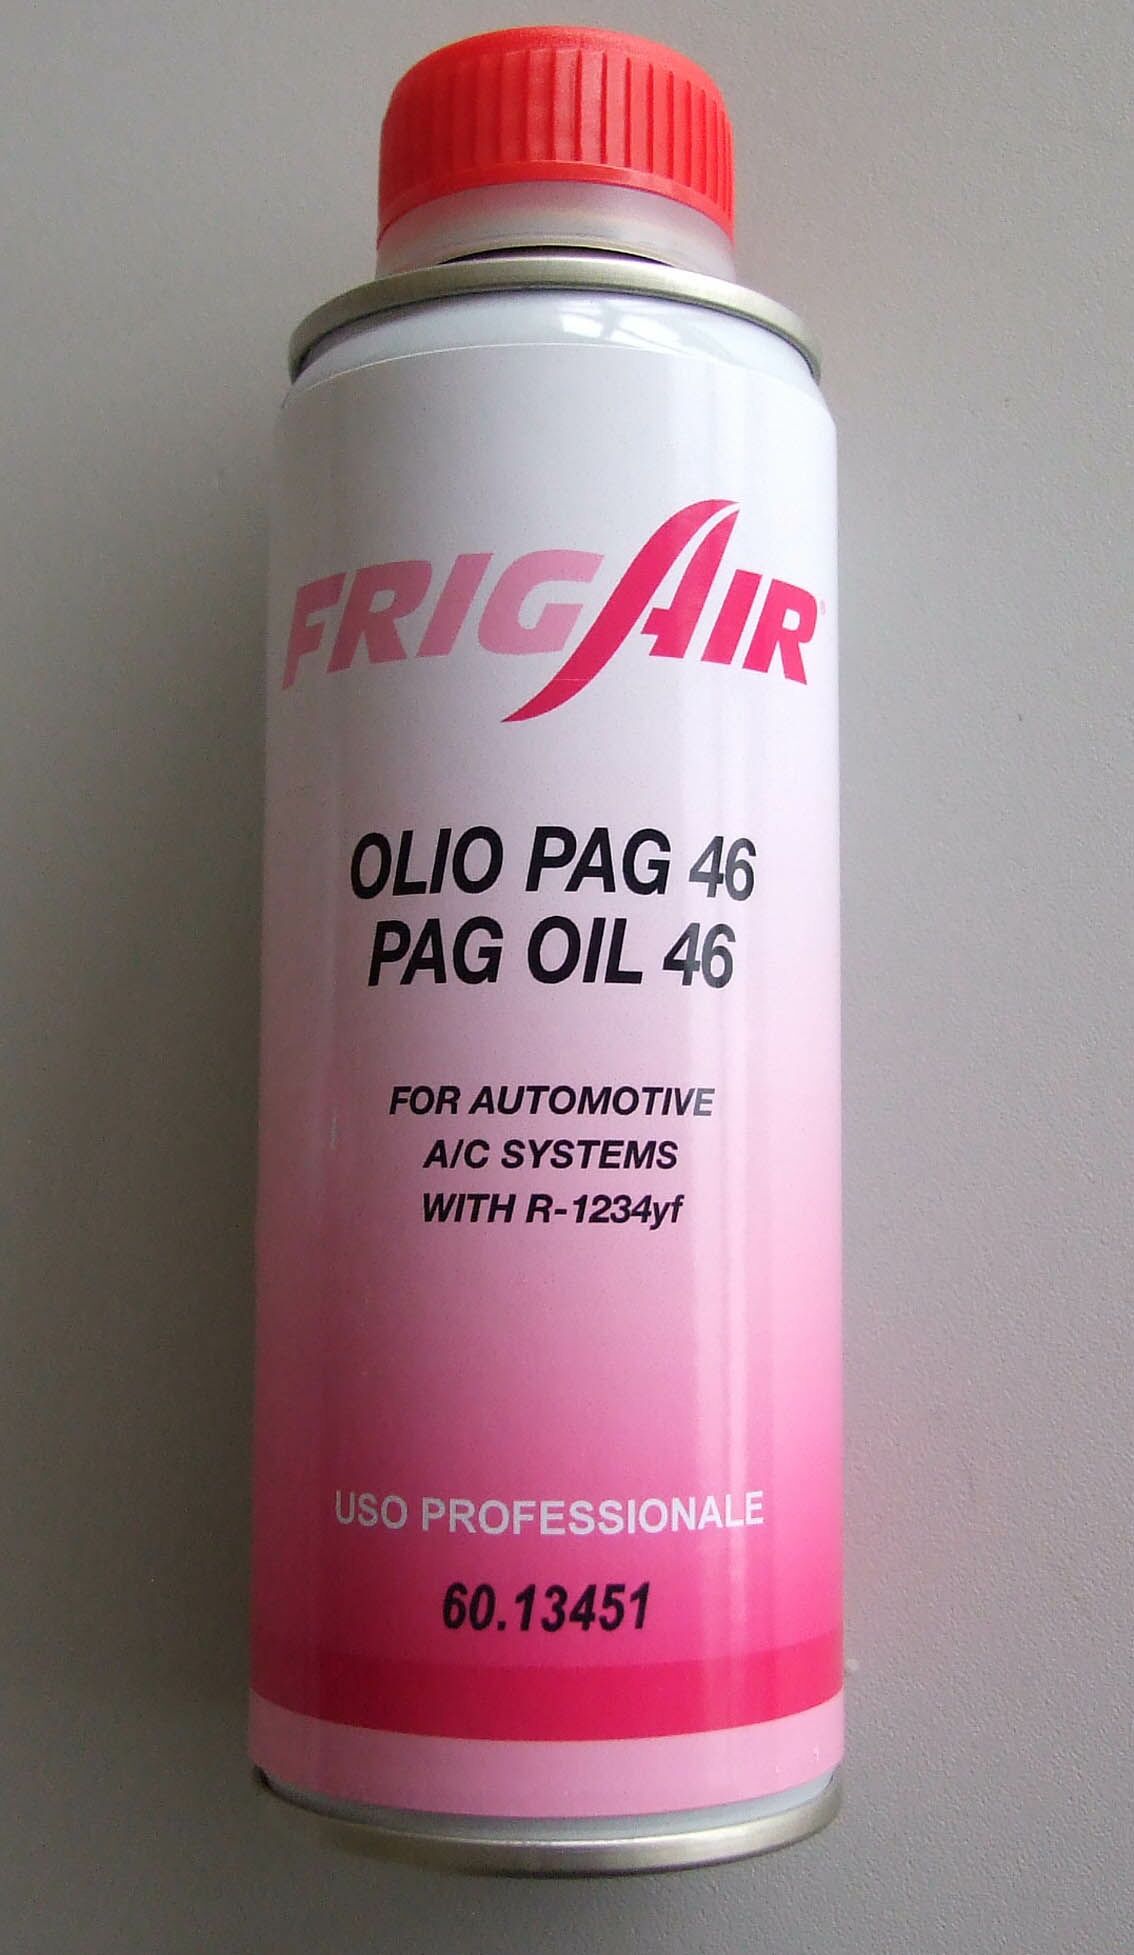 FRIGAIR®
OLIO PAG 46
PAG OIL 46
FOR AUTOMOTIVE
A/C SYSTEMS
WITH R-1234yf
USO PROFESSIONALE
60.13451